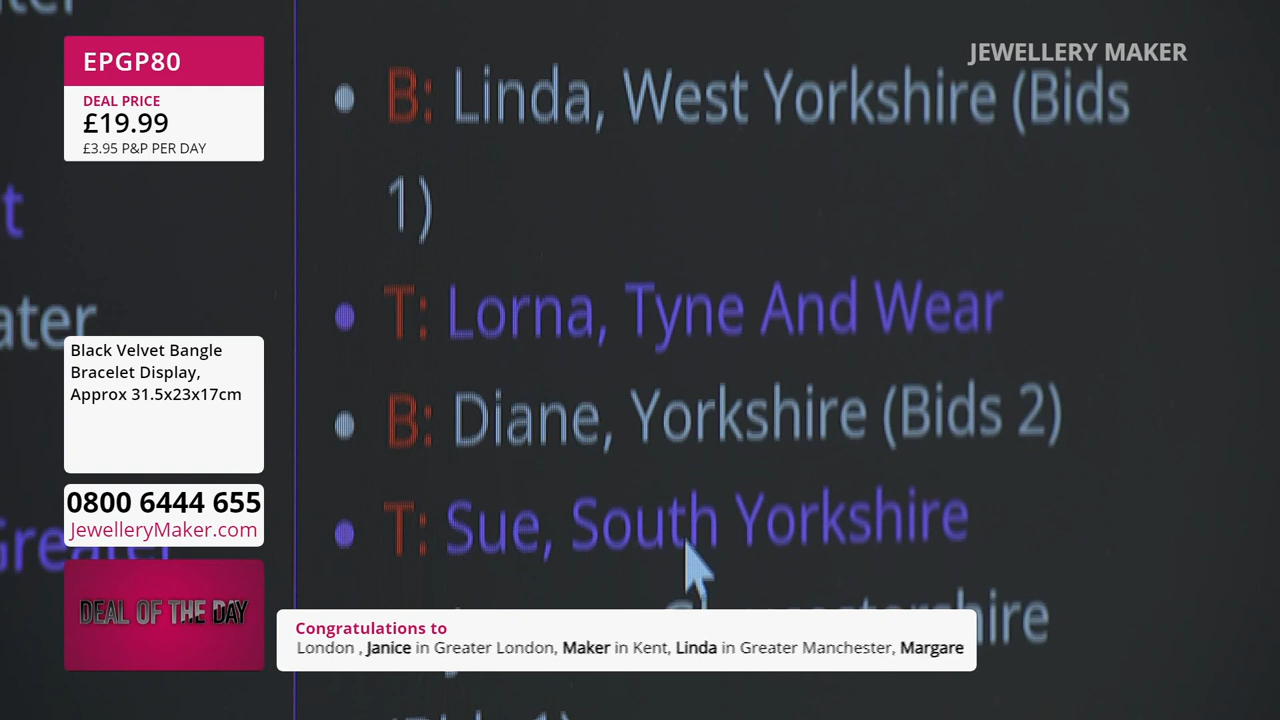 EPGP80
DEAL PRICE
£19.99
£3.95 P&P PER DAY
JEWELLERY MAKER
• B: Linda, West Yorkshire (Bids
1)
• T: Lorna, Tyne And Wear
• B: Diane, Yorkshire (Bids 2)
• T: Sue, South Yorkshire
Black Velvet Bangle
Bracelet Display,
Approx 31.5x23x17cm
0800 6444 655
JewelleryMaker.com
DEAL OF THE DAY
Congratulations to
London , Janice in Greater London, Maker in Kent, Linda in Greater Manchester, Margare